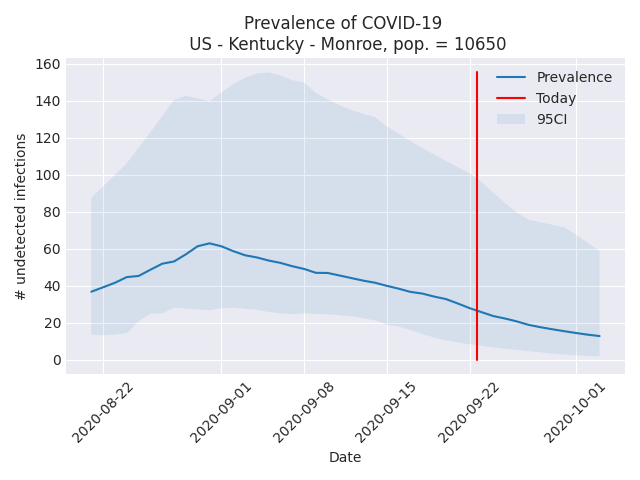 Prevalence of COVID-19
US - Kentucky - Monroe, pop. = 10650
160
140
120
100
80
60
40
20
0
# undetected infections
Prevalence
Today
95CI
2020-08-22
2020-09-01
2020-09-08
2020-09-15
2020-09-22
2020-10-01
Date